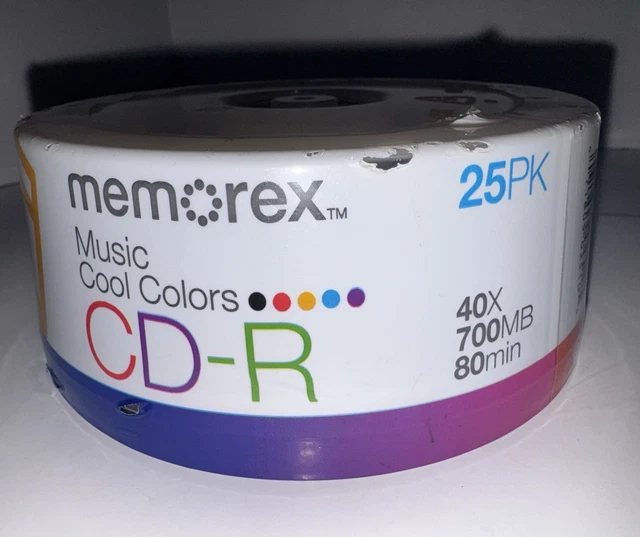 memorex™
25PK
Music
Cool Colors
CD-R
40X
700MB
80min